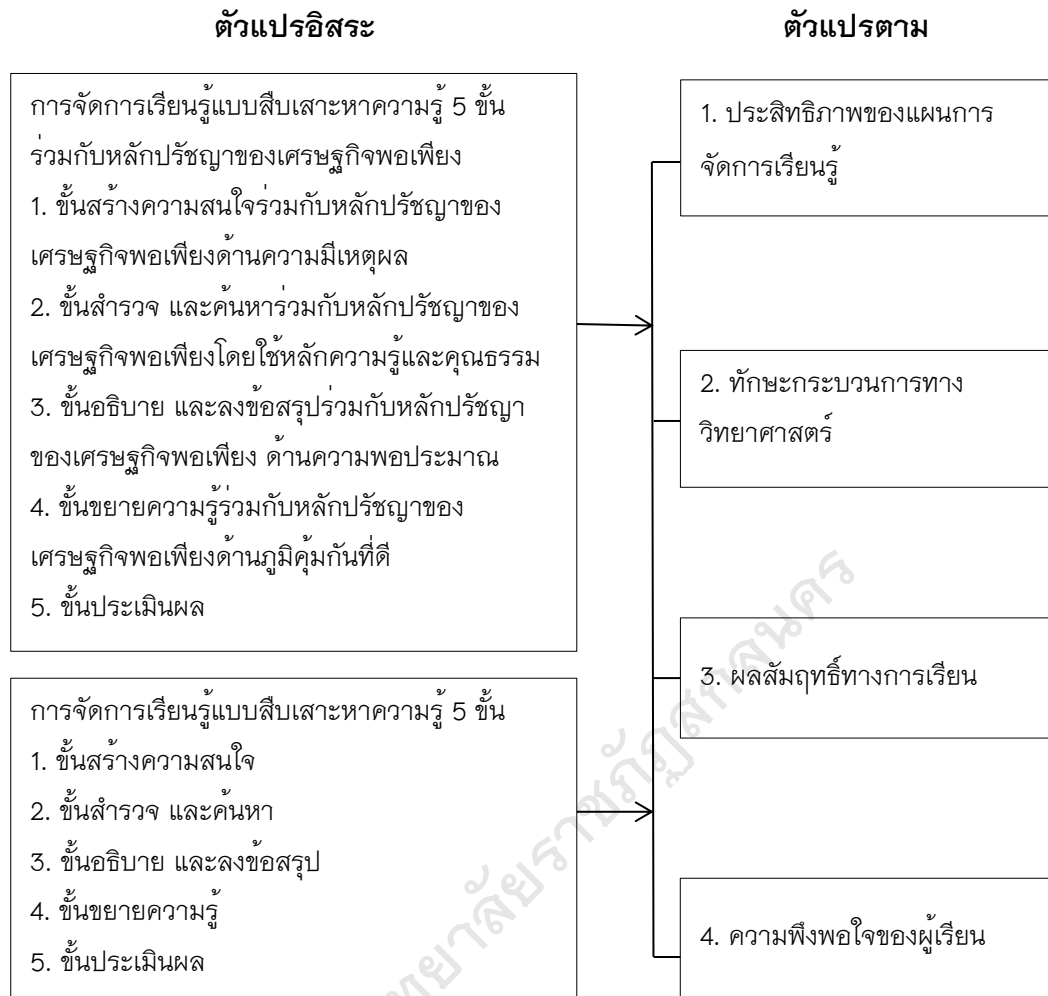 ตัวแปรอิสระ
ตัวแปรตาม
การจัดการเรียนรู้แบบสืบเสาะหาความรู้ 5 ขั้น
ร่วมกับหลักปรัชญาของเศรษฐกิจพอเพียง
1. ขั้นสร้างความสนใจร่วมกับหลักปรัชญาของ
เศรษฐกิจพอเพียงด้านความมีเหตุผล
2. ขั้นสำรวจ และค้นหาร่วมกับหลักปรัชญาของ
เศรษฐกิจพอเพียงโดยใช้หลักความรู้และคุณธรรม
3. ขั้นอธิบาย และลงข้อสรุปร่วมกับหลักปรัชญา
ของเศรษฐกิจพอเพียง ด้านความพอประมาณ
4. ขั้นขยายความรู้ร่วมกับหลักปรัชญาของ
เศรษฐกิจพอเพียงด้านภูมิคุ้มกันที่ดี
5. ขั้นประเมินผล
การจัดการเรียนรู้แบบสืบเสาะหาความรู้ 5 ขั้น
1. ขั้นสร้างความสนใจ
2. ขั้นสำรวจ และค้นหา
3. ขั้นอธิบาย และลงข้อสรุป
4. ขั้นขยายความรู้
5. ขั้นประเมินผล
1. ประสิทธิภาพของแผนการ
จัดการเรียนรู้
2. ทักษะกระบวนการทาง
วิทยาศาสตร์
3. ผลสัมฤทธิ์ทางการเรียน
4. ความพึงพอใจของผู้เรียน
ทยาลัยราชภัฏสกลนคร